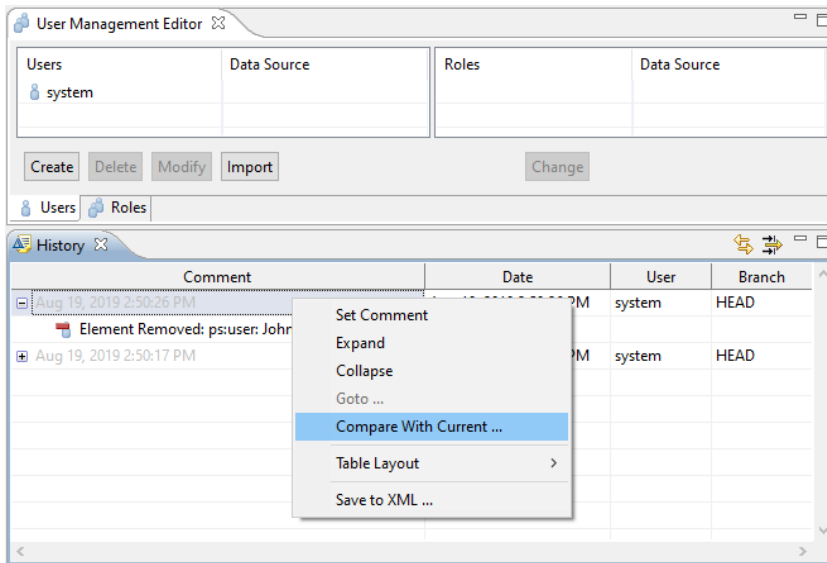 User Management Editor
Users Data Source Roles Data Source
system
Create Delete Modify Import Change
Users Roles
History
Comment Date User Branch
Aug 19, 2019 2:50:26 PM PM system HEAD
Element Removed: ps:user: John
Aug 19, 2019 2:50:17 PM PM system HEAD
Set Comment
Expand
Collapse
Goto ...
Compare With Current ...
Table Layout
Save to XML ...